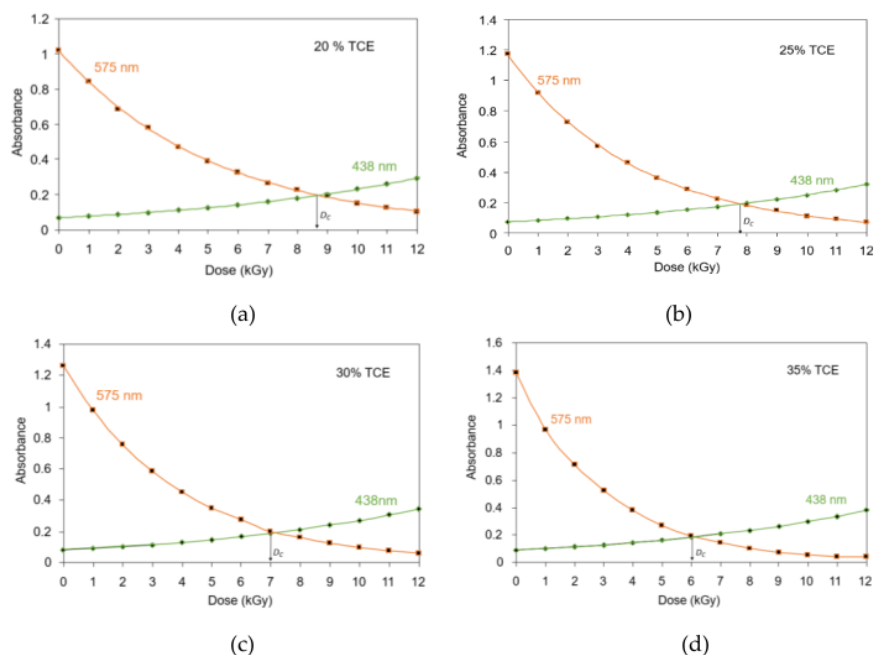 1.2
20 % TCE
1
575 nm
0.8
Absorbance
0.6
0.4
438 nm
0.2
Dc
0
0 1 2 3 4 5 6 7 8 9 10 11 12
Dose (kGy)
(a)
1.4
25% TCE
1.2
1
575 nm
0.8
Absorbance
0.6
0.4
438 nm
0.2
Dc
0
0 1 2 3 4 5 6 7 8 9 10 11 12
Dose (kGy)
(b)
1.4
30% TCE
1.2
575 nm
1
0.8
Absorbance
0.6
0.4
438nm
0.2
Dc
0
0 1 2 3 4 5 6 7 8 9 10 11 12
Dose (kGy)
(c)
1.6
35% TCE
1.4
1.2
575 nm
1
0.8
Absorbance
0.6
0.4
438 nm
0.2
Dc
0
0 1 2 3 4 5 6 7 8 9 10 11 12
Dose (kGy)
(d)